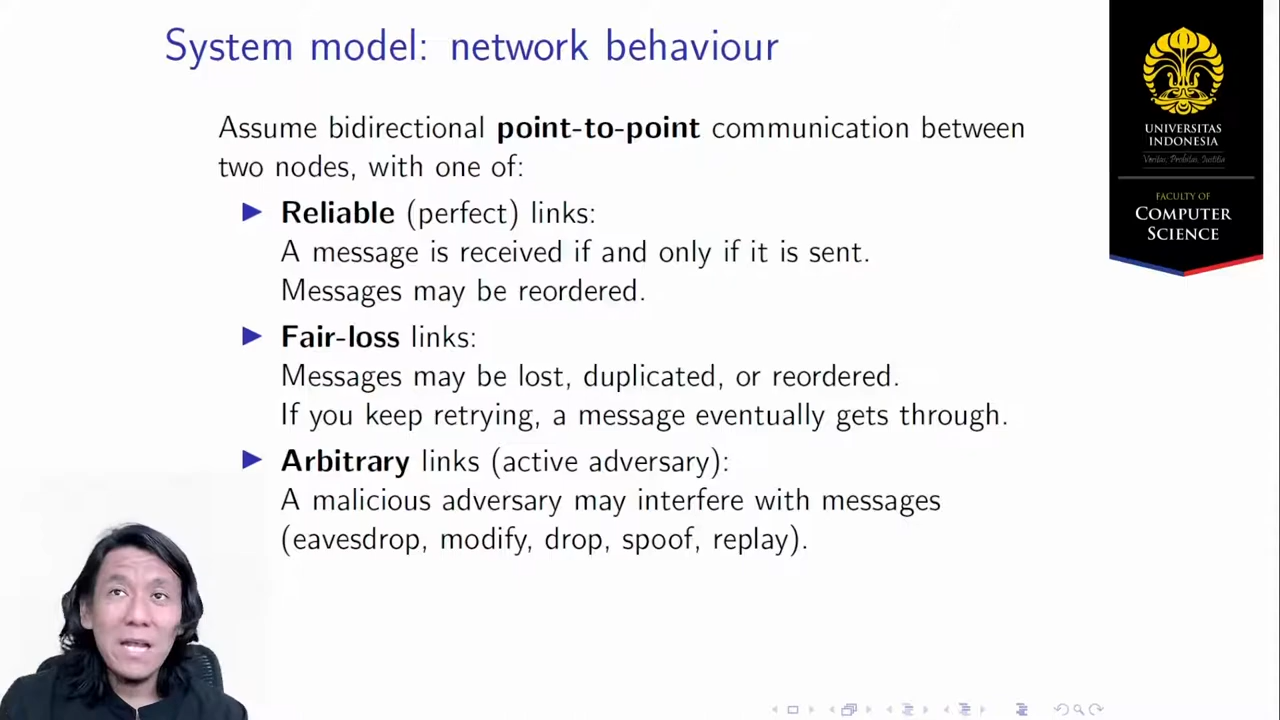 System model: network behaviour
Assume bidirectional point-to-point communication between
two nodes, with one of:
Reliable (perfect) links:
A message is received if and only if it is sent.
Messages may be reordered.
Fair-loss links:
Messages may be lost, duplicated, or reordered.
If you keep retrying, a message eventually gets through.
Arbitrary links (active adversary):
A malicious adversary may interfere with messages
(eavesdrop, modify, drop, spoof, replay).
UNIVERSITAS
INDONESIA
Veritas, Probitas, Iustitia
FACULTY OF
COMPUTER
SCIENCE